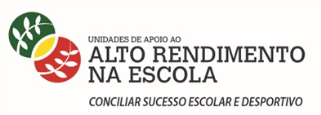 UNIDADES DE APOIO AO
ALTO RENDIMENTO
NA ESCOLA
CONCILIAR SUCESSO ESCOLAR E DESPORTIVO